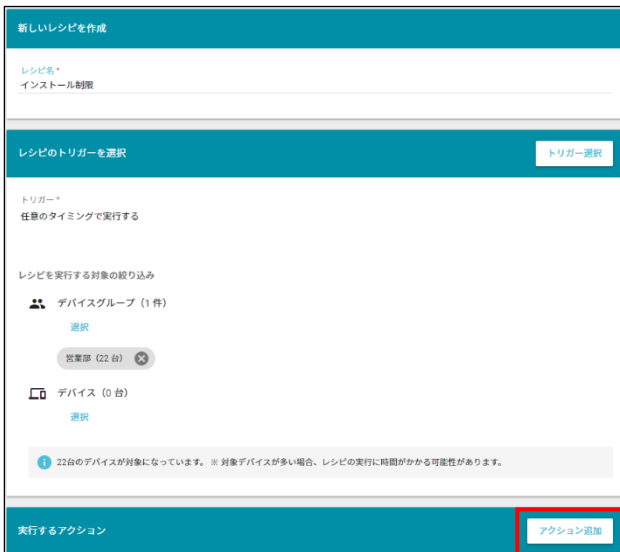 新しいレシピを作成
レシピ名*
インストール制限
レシピのトリガーを選択
トリガー選択
トリガー*
任意のタイミングで実行する
レシピを実行する対象の絞り込み
デバイスグループ（1 件）
選択
営業部（22 台）
デバイス（0 台）
選択
22台のデバイスが対象になっています。 ※ 対象デバイスが多い場合、レシピの実行に時間がかかる可能性があります。
実行するアクション
アクション追加